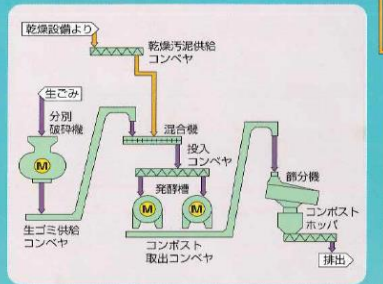 乾燥設備より
乾燥汚泥供給
コンベヤ
生ごみ
分別
破砕機
混合機
投入
コンベヤ
M
発酵槽
M
M
篩分機
コンポスト
ホッパ
生ゴミ供給
コンベヤ
コンポスト
取出コンベヤ
排出